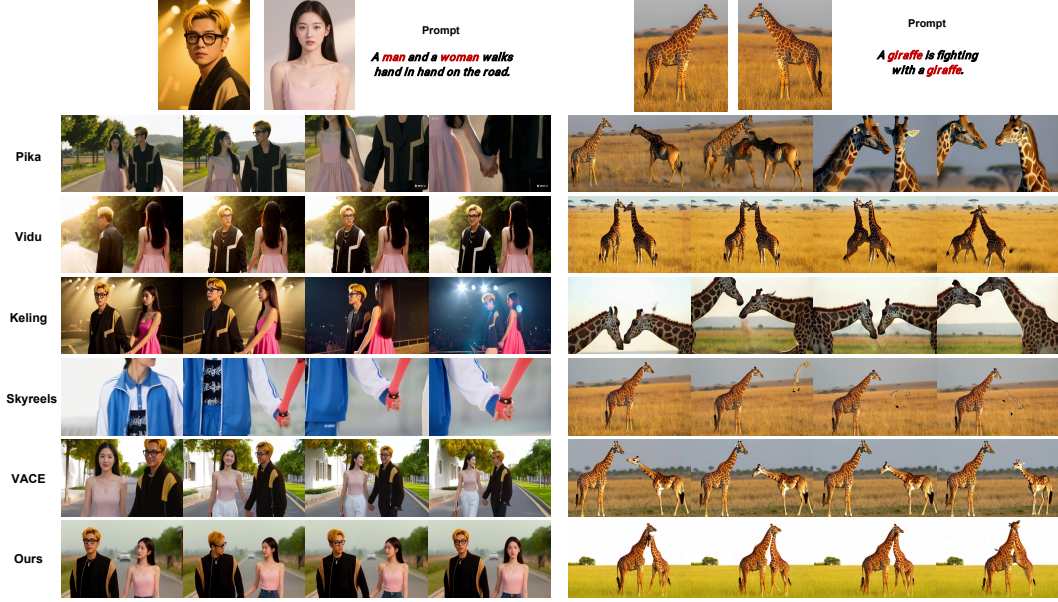 Prompt
A man and a woman walks
hand in hand on the road.
Prompt
A giraffe is fighting
with a giraffe.
Pika
Vidu
Keling
Skyreels
VACE
Ours